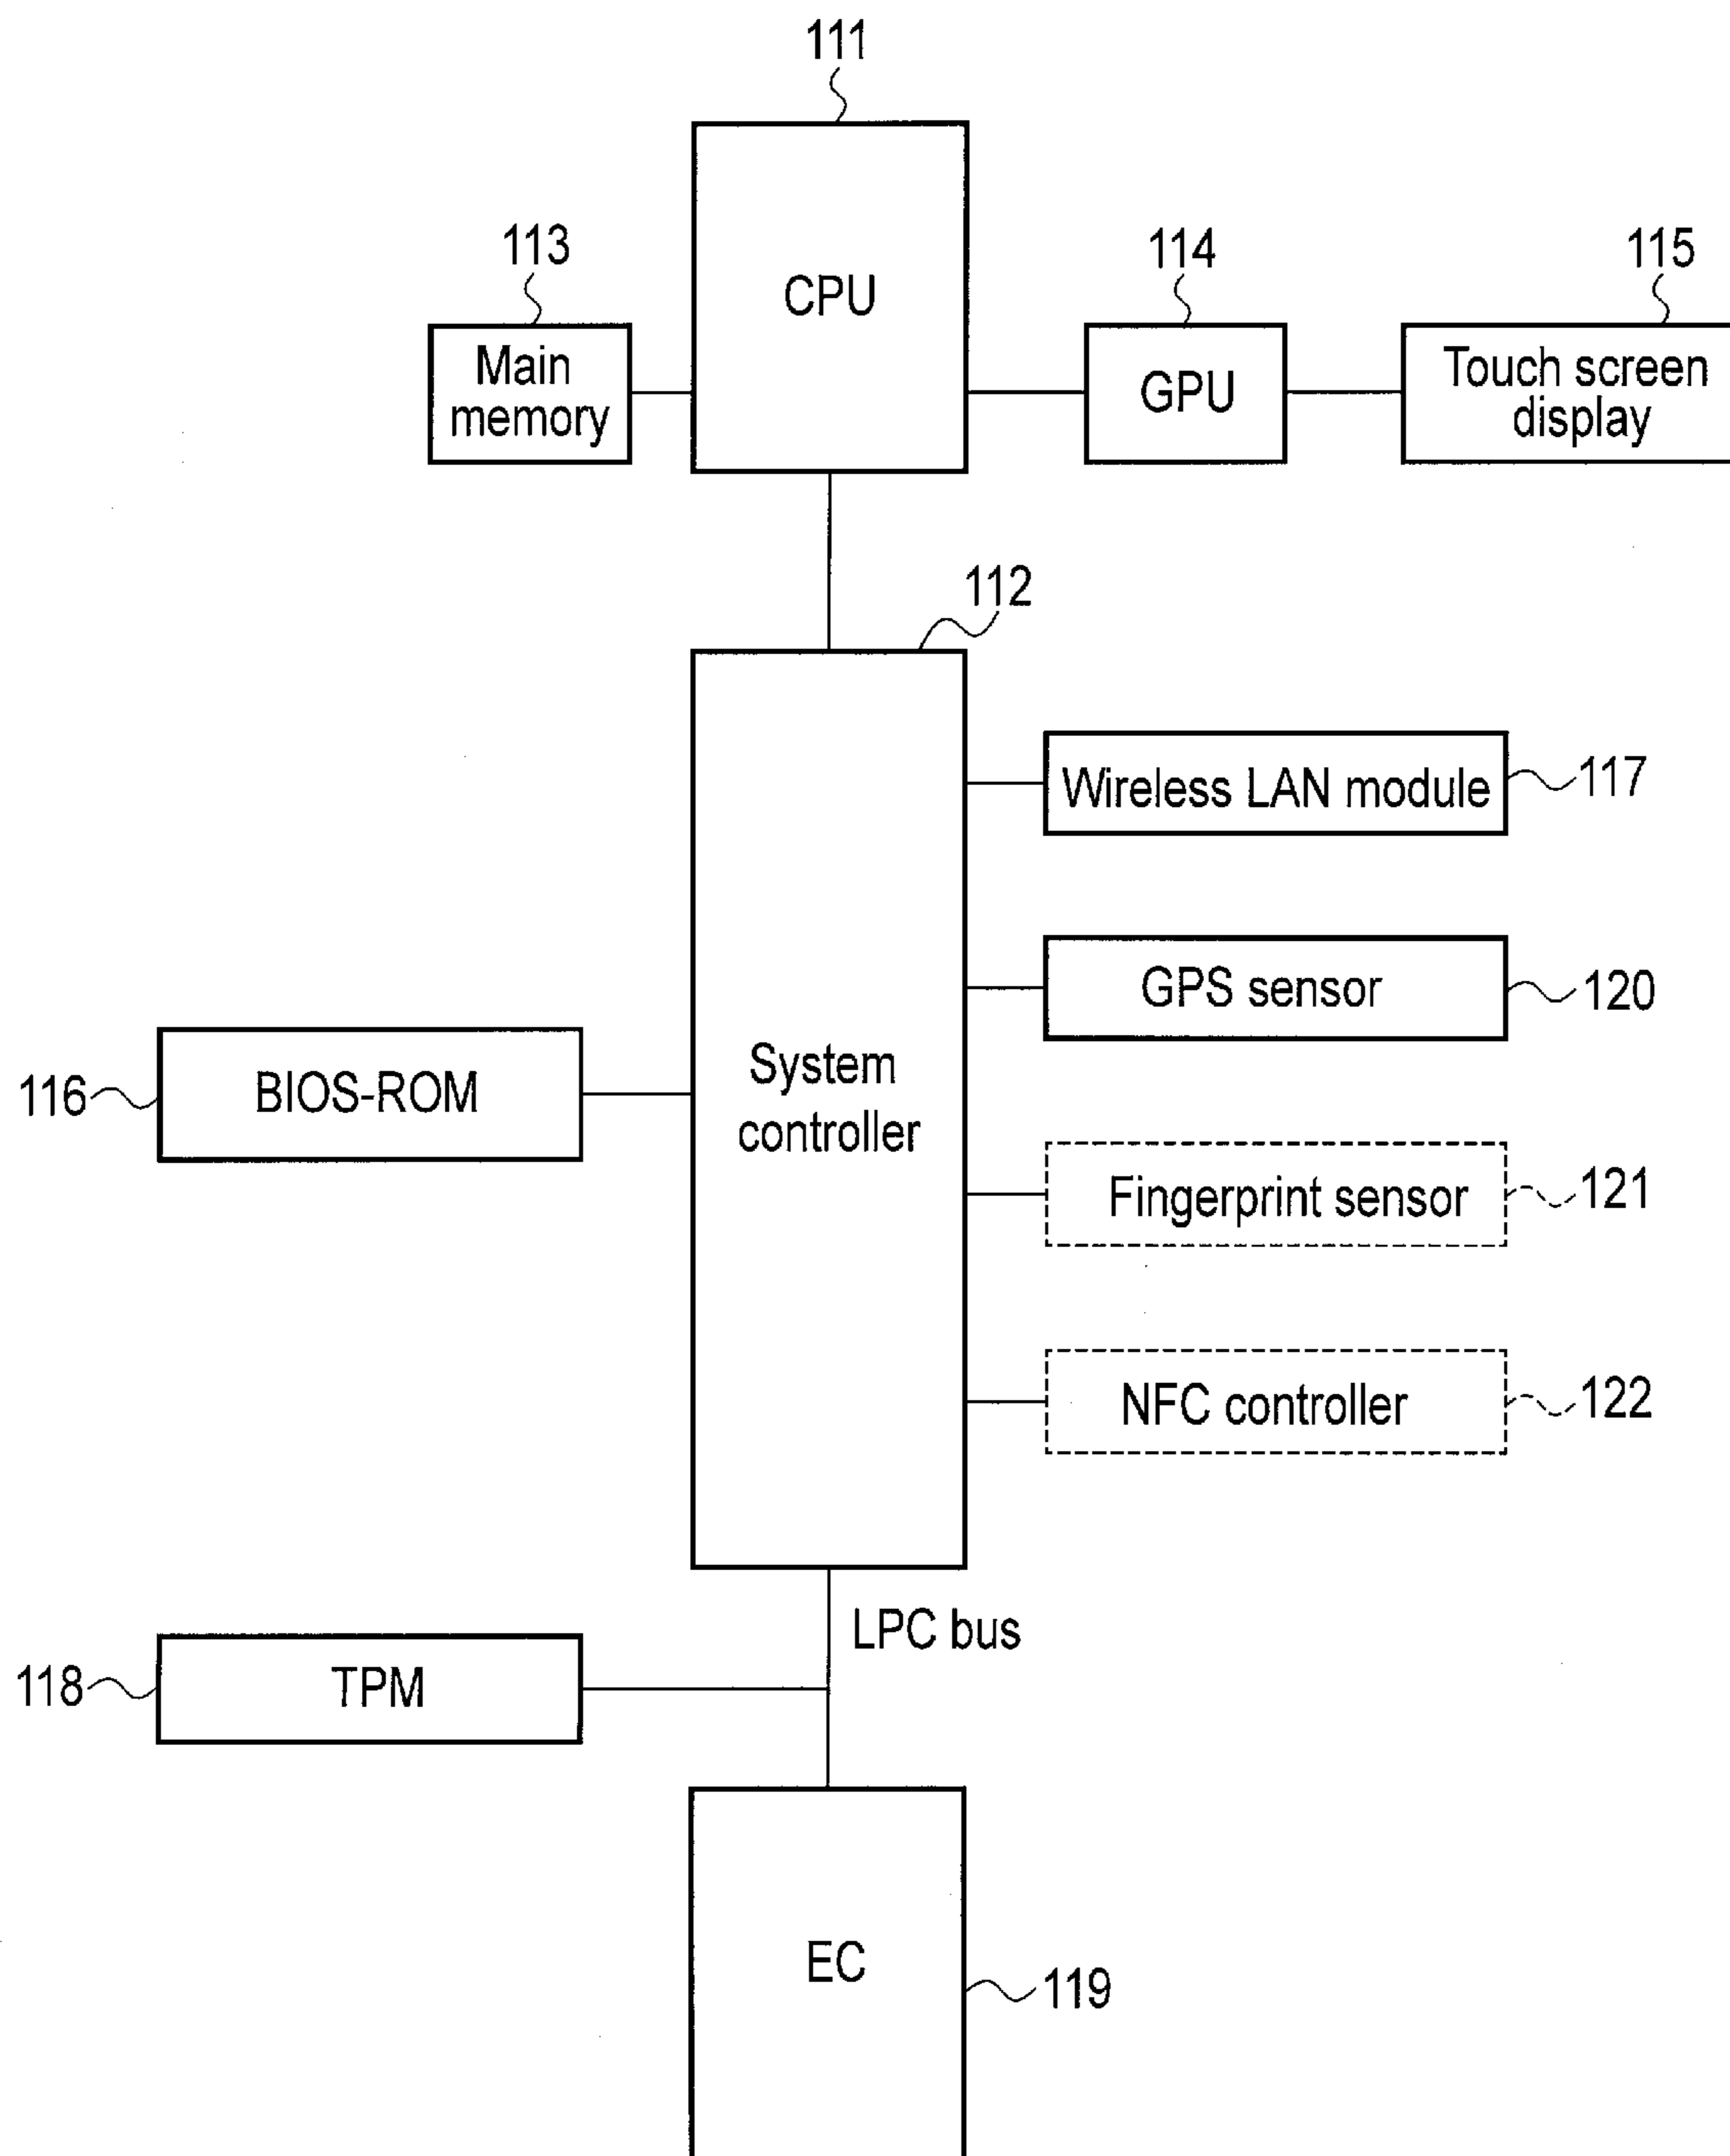 111
CPU
113
Main
memory
114
GPU
115
Touch screen
display
112
System
controller
Wireless LAN module
117
GPS sensor
120
116
BIOS-ROM
Fingerprint sensor
121
NFC controller
122
LPC bus
118
TPM
EC
119